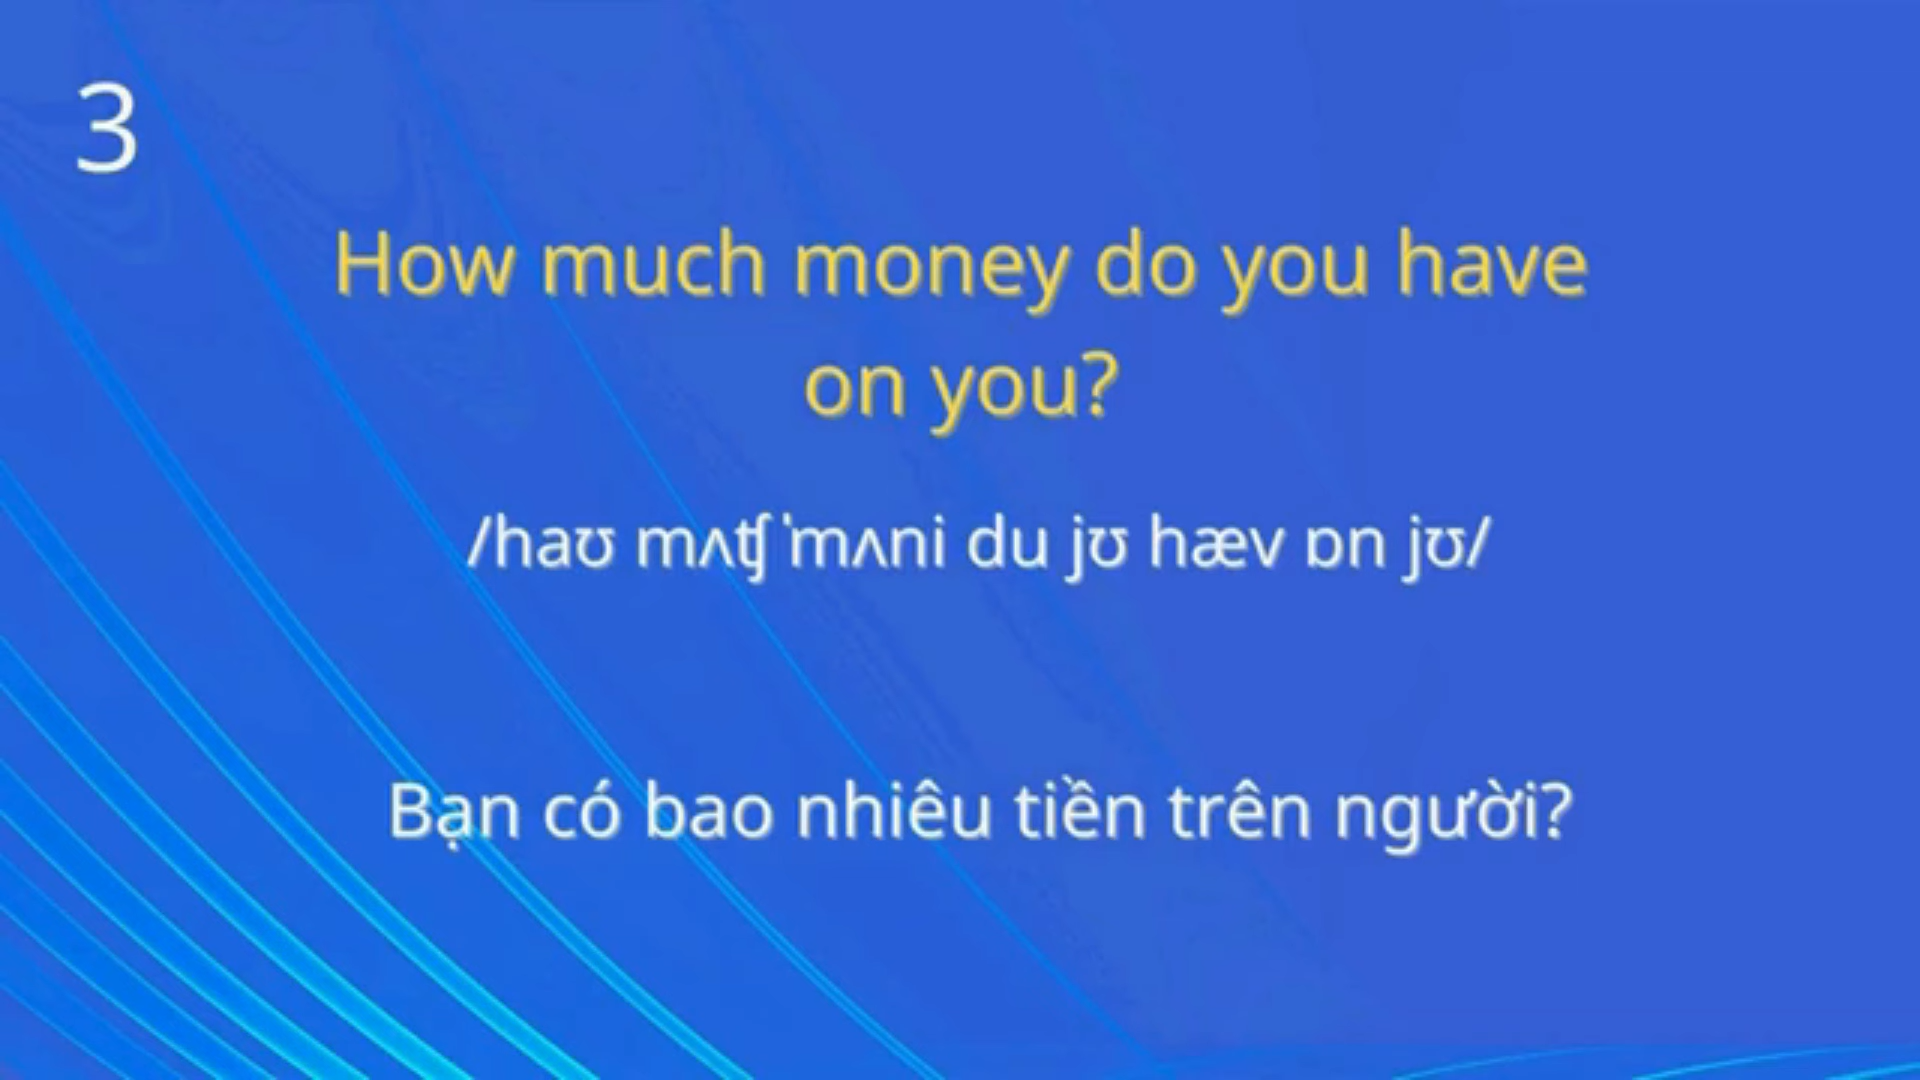 3
How much money do you have
on you?
/haʊ mʌʧ ˈmʌni du jʊ hæv ɒn jʊ/
Bạn có bao nhiêu tiền trên người?